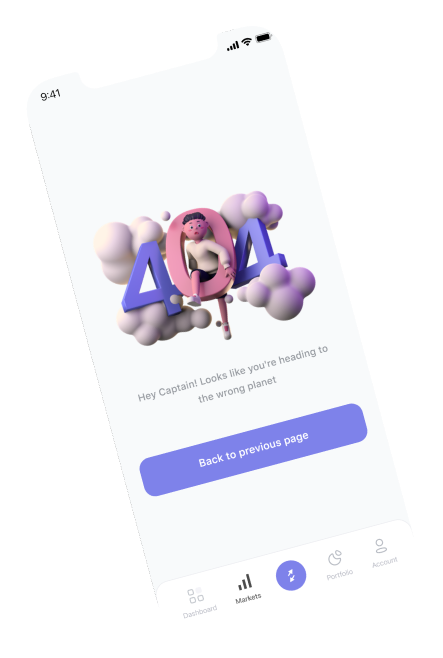 9:41
404
Hey Captain! Looks like you're heading to
the wrong planet
Back to previous page
Dashboard
Markets
Portfolio
Account